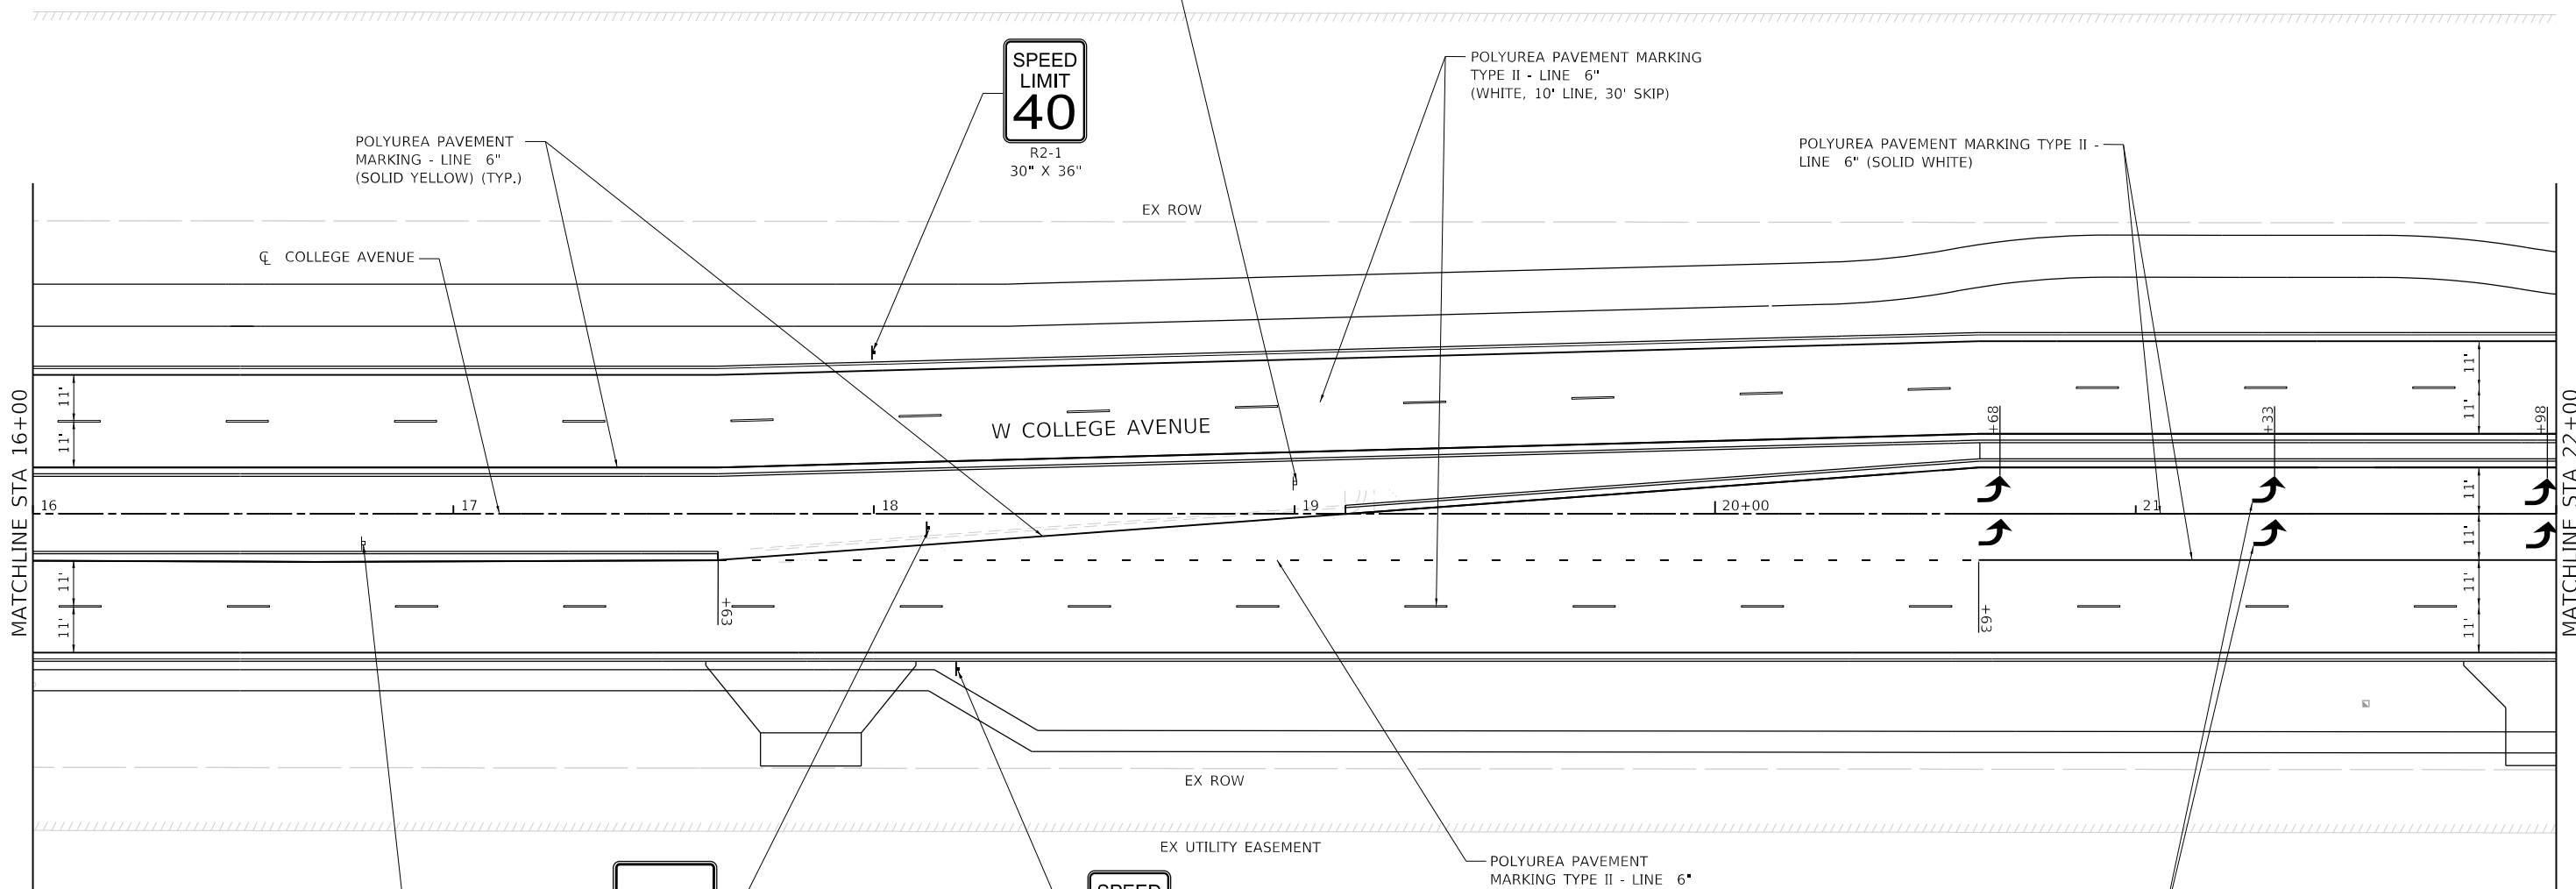 SPEED
LIMIT
40
R2-1
30" X 36"
POLYUREA PAVEMENT MARKING
TYPE II - LINE 6"
(WHITE, 10' LINE, 30' SKIP)
POLYUREA PAVEMENT
MARKING - LINE 6"
(SOLID YELLOW) (TYP.)
POLYUREA PAVEMENT MARKING TYPE II -
LINE 6" (SOLID WHITE)
EX ROW
℄ COLLEGE AVENUE
MATCHLINE STA 16+00
11'
11'
W COLLEGE AVENUE
+68
+33
+98
11'
11'
MATCHLINE STA 22+00
16
17
18
19
20+00
21
11'
11'
11'
11'
+63
+63
11'
11'
EX ROW
EX UTILITY EASEMENT
SPEED
POLYUREA PAVEMENT
MARKING TYPE II - LINE 6"